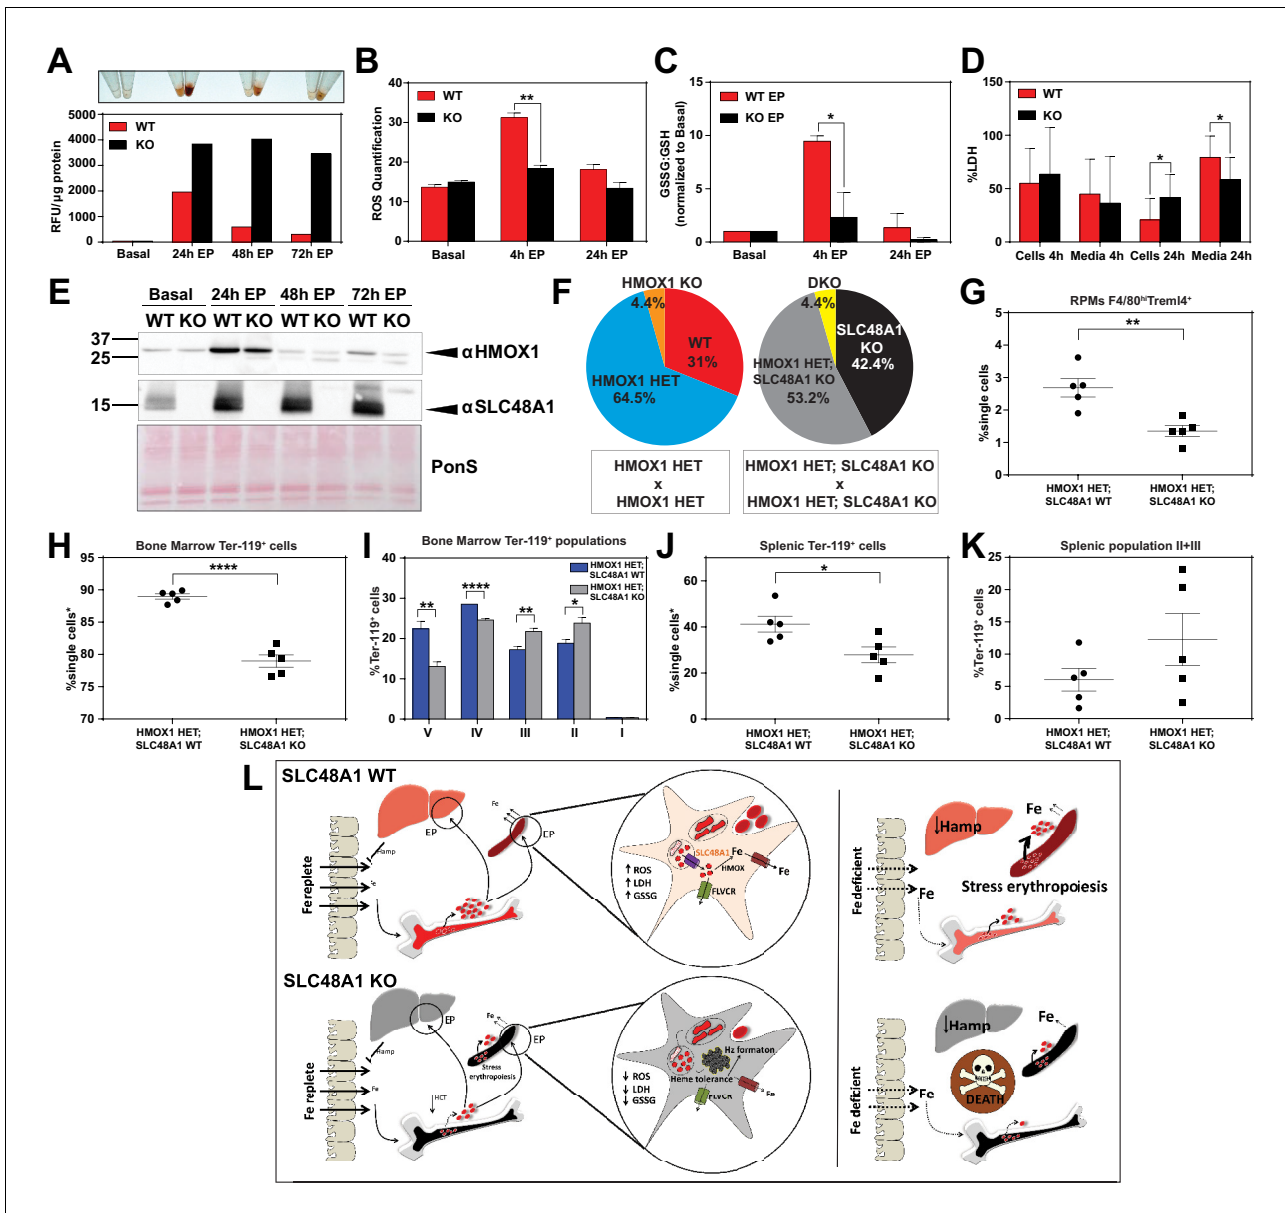 A
5000
4000
3000
2000
1000
0
RFU/µg protein
WT
KO
Basal 24h EP 48h EP 72h EP
B
40
30
20
10
0
ROS Quantification
WT
KO
**
Basal 4h EP 24h EP
C
15
10
5
0
GSSG:GSH
(normalized to Basal)
WT EP
KO EP
*
Basal 4h EP 24h EP
D
150
100
50
0
%LDH
WT
KO
* *
Cells 4h Media 4h Cells 24h Media 24h
E
Basal 24h EP 48h EP 72h EP
WT KO WT KO WT KO WT KO
37
25
αHMOX1
15
αSLC48A1
PonS
F
HMOX1 KO
4.4%
WT
31%
HMOX1 HET
64.5%
HMOX1 HET
x
HMOX1 HET
DKO
4.4%
SLC48A1
KO
42.4%
HMOX1 HET;
SLC48A1 KO
53.2%
HMOX1 HET; SLC48A1 KO
x
HMOX1 HET; SLC48A1 KO
G
RPMs F4/80hiTreml4+
5
4
3
2
1
0
%single cells
**
HMOX1 HET; HMOX1 HET;
SLC48A1 WT SLC48A1 KO
H
Bone Marrow Ter-119+ cells
95
90
85
80
75
70
%single cells*
****
HMOX1 HET; HMOX1 HET;
SLC48A1 WT SLC48A1 KO
I
Bone Marrow Ter-119+ populations
40
30
20
10
0
%Ter-119+ cells
HMOX1 HET;
SLC48A1 WT
HMOX1 HET;
SLC48A1 KO
** **** ** *
V IV III II I
J
Splenic Ter-119+ cells
60
40
20
0
%single cells*
*
HMOX1 HET; HMOX1 HET;
SLC48A1 WT SLC48A1 KO
K
Splenic population II+III
25
20
15
10
5
0
%Ter-119+ cells
HMOX1 HET; HMOX1 HET;
SLC48A1 WT SLC48A1 KO
L
SLC48A1 WT
Fe replete
Hamp
Fe
EP
Fe
EP
↑ ROS
↑ LDH
↑ GSSG
SLC48A1
Fe
HMOX
Fe
FLVCR
Fe deficient
↓Hamp
Fe
Fe
Stress erythropoiesis
SLC48A1 KO
Fe replete
Hamp
Fe
EP
↓ HCT
Fe
EP
Stress
erythropoiesis
↓ ROS
↓ LDH
↓ GSSG
Hz formaton
Heme tolerance
FLVCR
Fe
Fe deficient
↓Hamp
Fe
Fe
DEATH